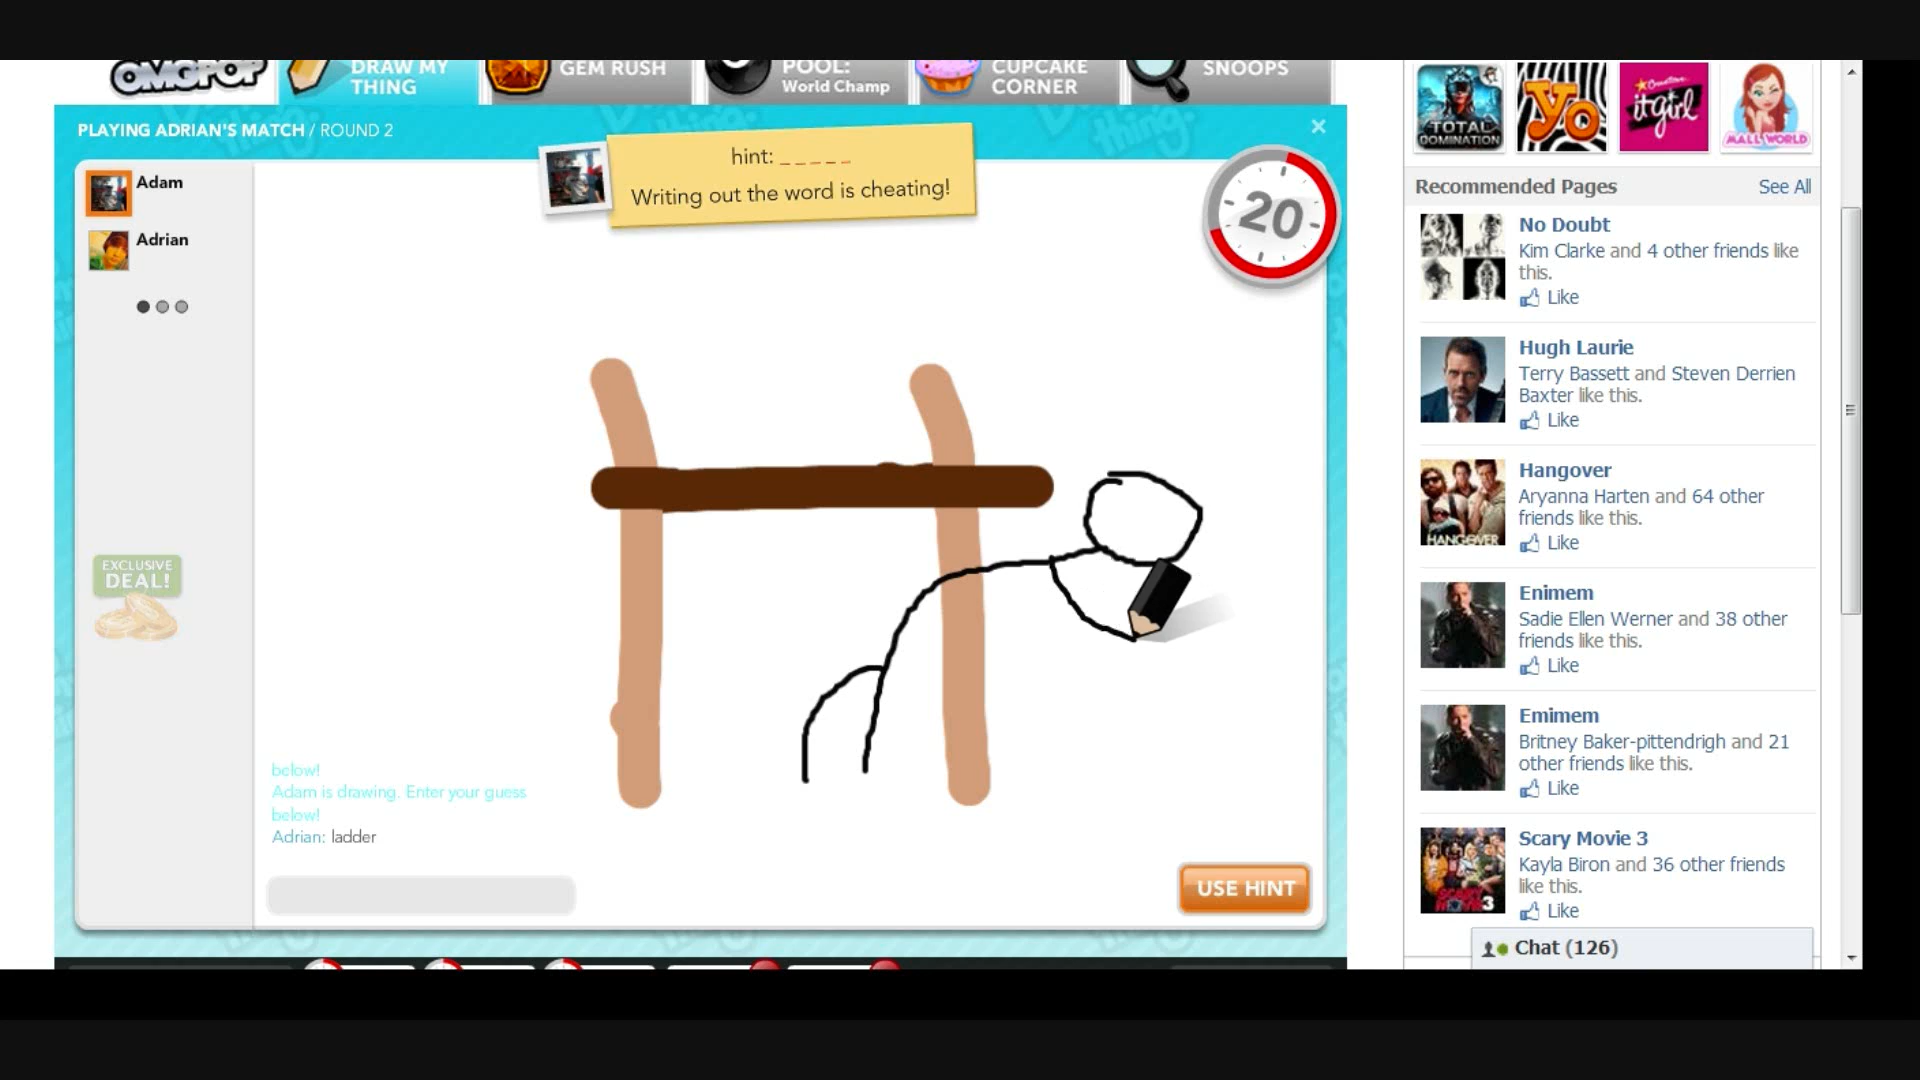 OMGPOP
DRAW MY
THING
GEM RUSH
POOL:
World Champ
CUPCAKE
CORNER
SNOOPS
PLAYING ADRIAN'S MATCH / ROUND 2
hint: _ _ _ _ _
Writing out the word is cheating!
20
Adam
Adrian
EXCLUSIVE
DEAL!
below!
Adam is drawing. Enter your guess
below!
Adrian: ladder
USE HINT
TOTAL
DOMINATION
YO
it girl
MALL WORLD
Recommended Pages
See All
No Doubt
Kim Clarke and 4 other friends like
this.
Like
Hugh Laurie
Terry Bassett and Steven Derrien
Baxter like this.
Like
HANGOVER
Hangover
Aryanna Harten and 64 other
friends like this.
Like
Enimem
Sadie Ellen Werner and 38 other
friends like this.
Like
Emimem
Britney Baker-pittendrigh and 21
other friends like this.
Like
Scary Movie 3
Kayla Biron and 36 other friends
like this.
Like
Chat (126)